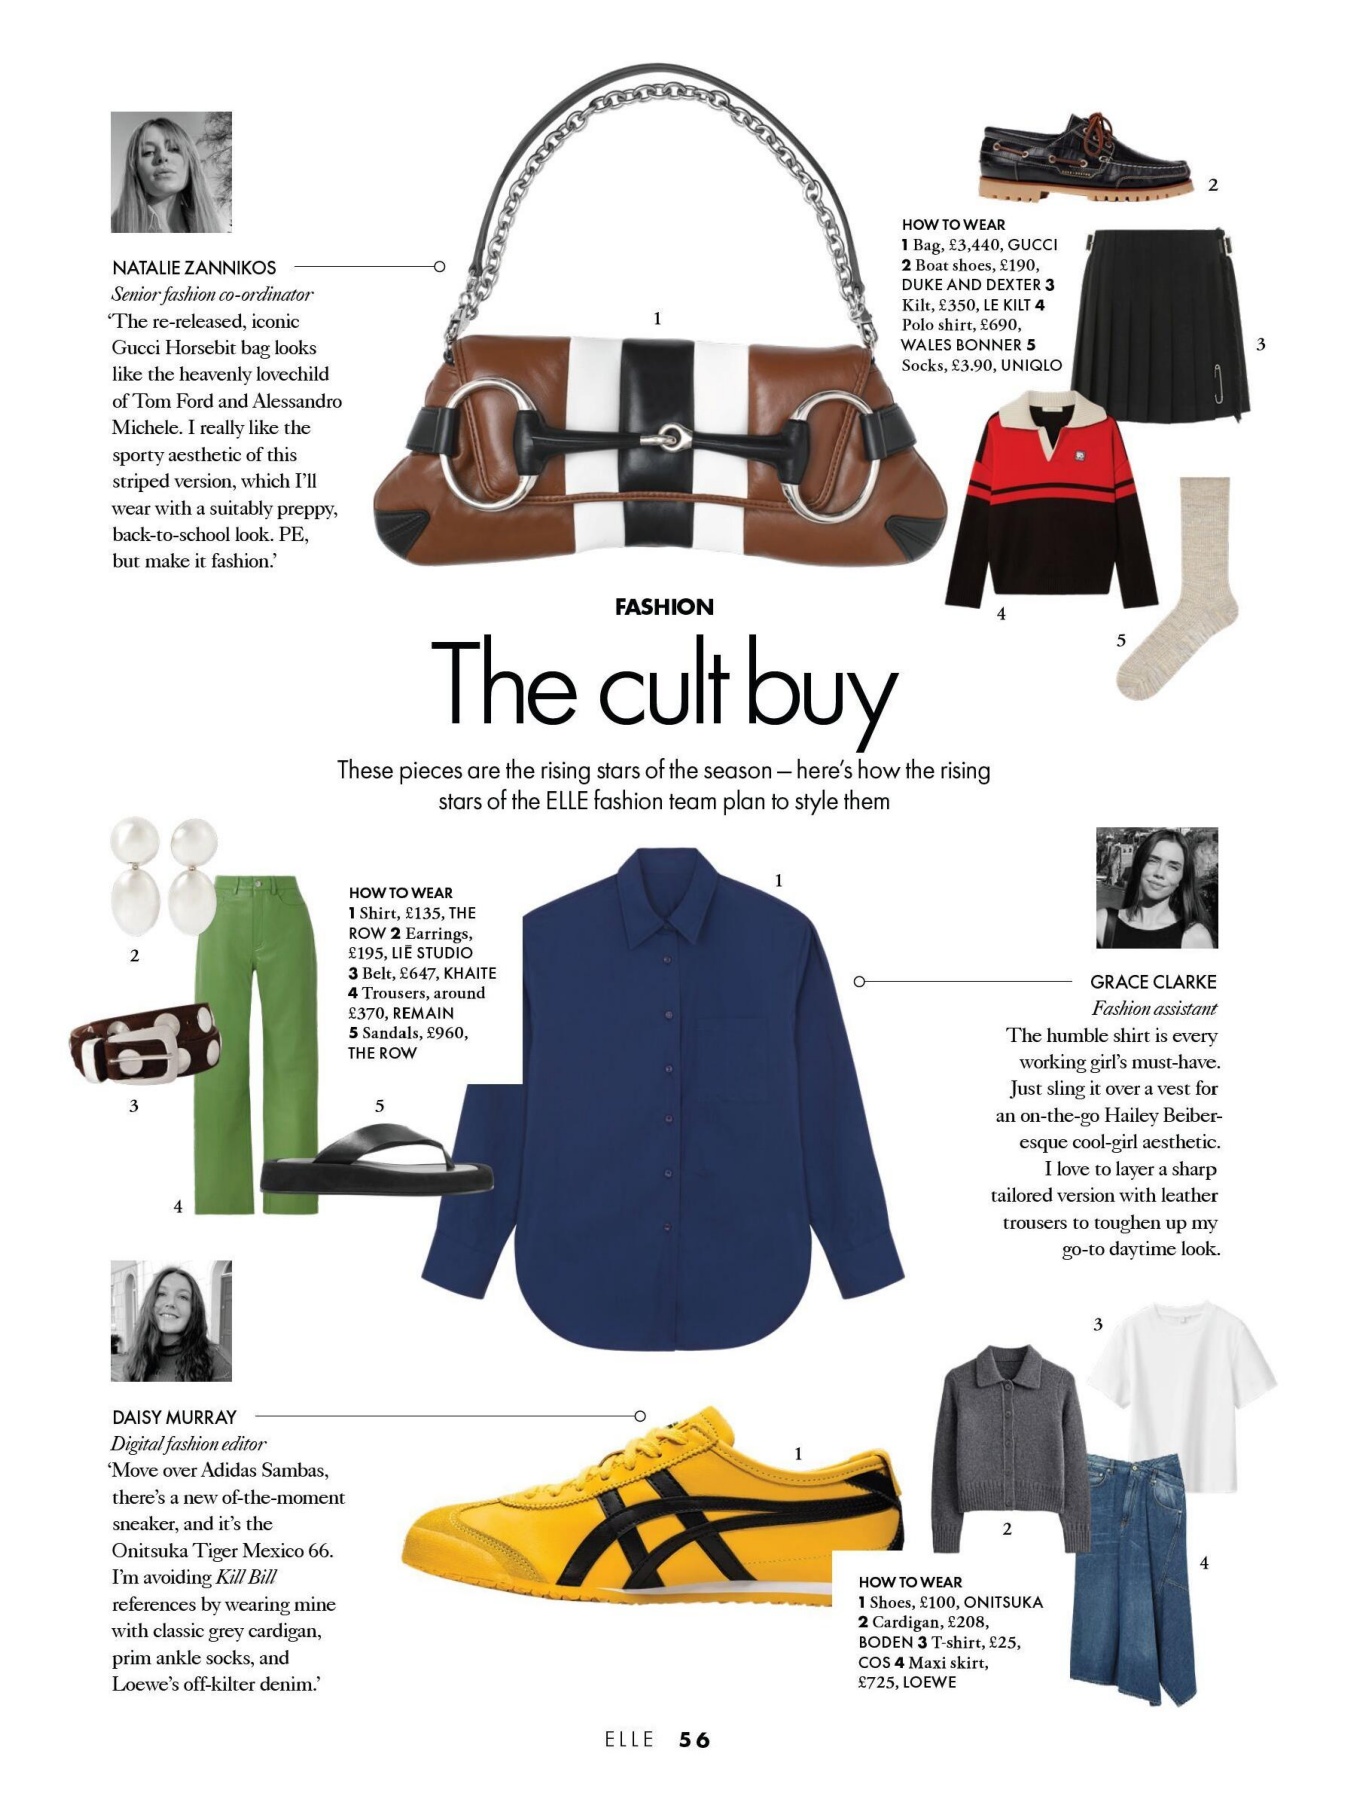 NATALIE ZANNIKOS
Senior fashion co-ordinator
‘The re-released, iconic
Gucci Horsebit bag looks
like the heavenly lovechild
of Tom Ford and Alessandro
Michele. I really like the
sporty aesthetic of this
striped version, which I’ll
wear with a suitably preppy,
back-to-school look. PE,
but make it fashion.’
1
2
HOW TO WEAR
1 Bag, £3,440, GUCCI
2 Boat shoes, £190,
DUKE AND DEXTER 3
Kilt, £350, LE KILT 4
Polo shirt, £690,
WALES BONNER 5
Socks, £3.90, UNIQLO
3
4
5
FASHION
The cult buy
These pieces are the rising stars of the season – here’s how the rising
stars of the ELLE fashion team plan to style them
2
3
4
5
HOW TO WEAR
1 Shirt, £135, THE
ROW 2 Earrings,
£195, LIĒ STUDIO
3 Belt, £647, KHAITE
4 Trousers, around
£370, REMAIN
5 Sandals, £960,
THE ROW
1
GRACE CLARKE
Fashion assistant
The humble shirt is every
working girl’s must-have.
Just sling it over a vest for
an on-the-go Hailey Beiber-
esque cool-girl aesthetic.
I love to layer a sharp
tailored version with leather
trousers to toughen up my
go-to daytime look.
DAISY MURRAY
Digital fashion editor
‘Move over Adidas Sambas,
there’s a new of-the-moment
sneaker, and it’s the
Onitsuka Tiger Mexico 66.
I’m avoiding Kill Bill
references by wearing mine
with classic grey cardigan,
prim ankle socks, and
Loewe’s off-kilter denim.’
1
2
3
4
HOW TO WEAR
1 Shoes, £100, ONITSUKA
2 Cardigan, £208,
BODEN 3 T-shirt, £25,
COS 4 Maxi skirt,
£725, LOEWE
ELLE 56